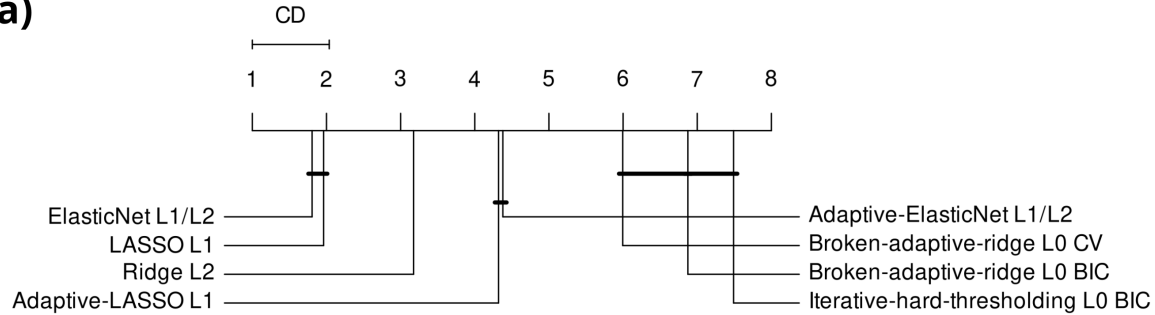 a)
CD
1 2 3 4 5 6 7 8
ElasticNet L1/L2
LASSO L1
Ridge L2
Adaptive-LASSO L1
Adaptive-ElasticNet L1/L2
Broken-adaptive-ridge L0 CV
Broken-adaptive-ridge L0 BIC
Iterative-hard-thresholding L0 BIC